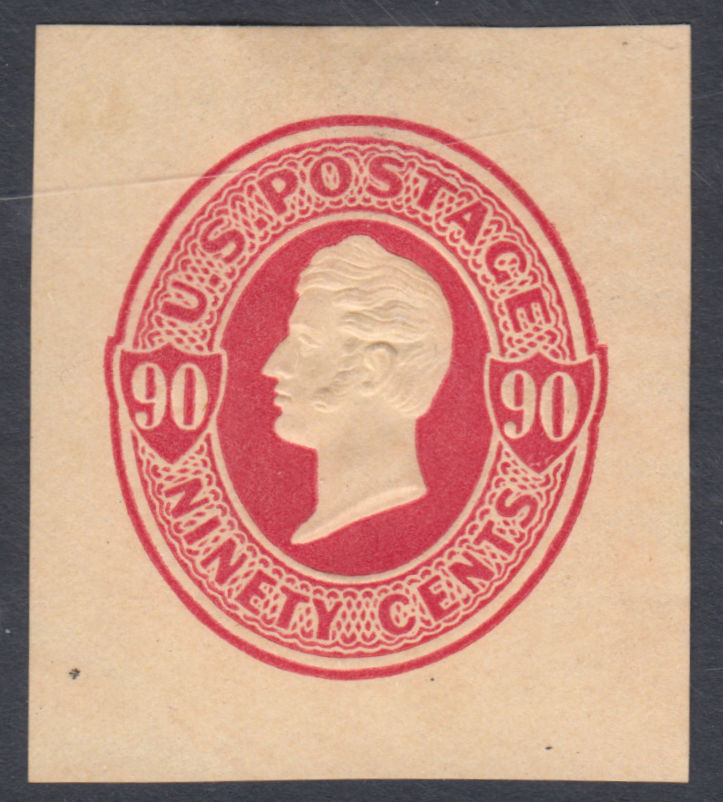 U.S. POSTAGE
90
90
NINETY CENTS